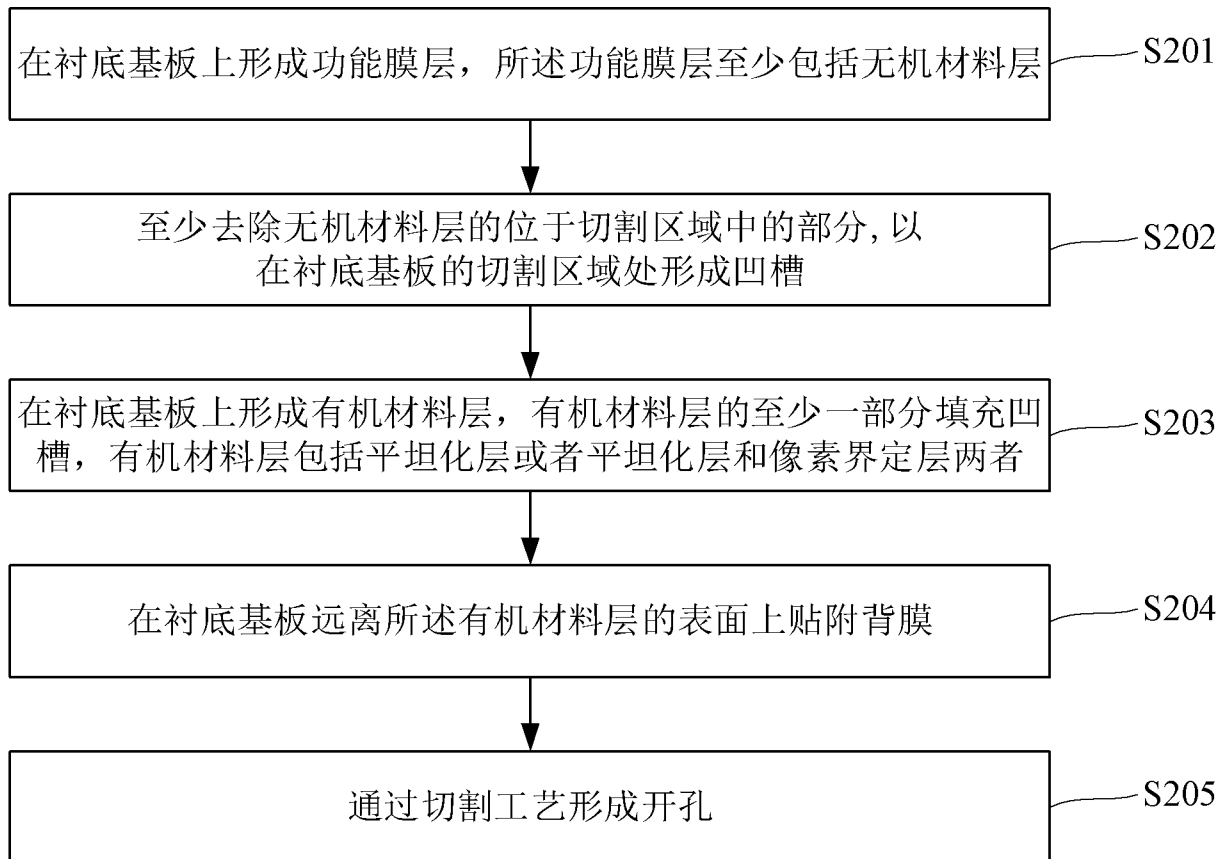 在衬底基板上形成功能膜层，所述功能膜层至少包括无机材料层
S201
至少去除无机材料层的位于切割区域中的部分,以
在衬底基板的切割区域处形成凹槽
S202
在衬底基板上形成有机材料层，有机材料层的至少一部分填充凹
槽，有机材料层包括平坦化层或者平坦化层和像素界定层两者
S203
在衬底基板远离所述有机材料层的表面上贴附背膜
S204
通过切割工艺形成开孔
S205